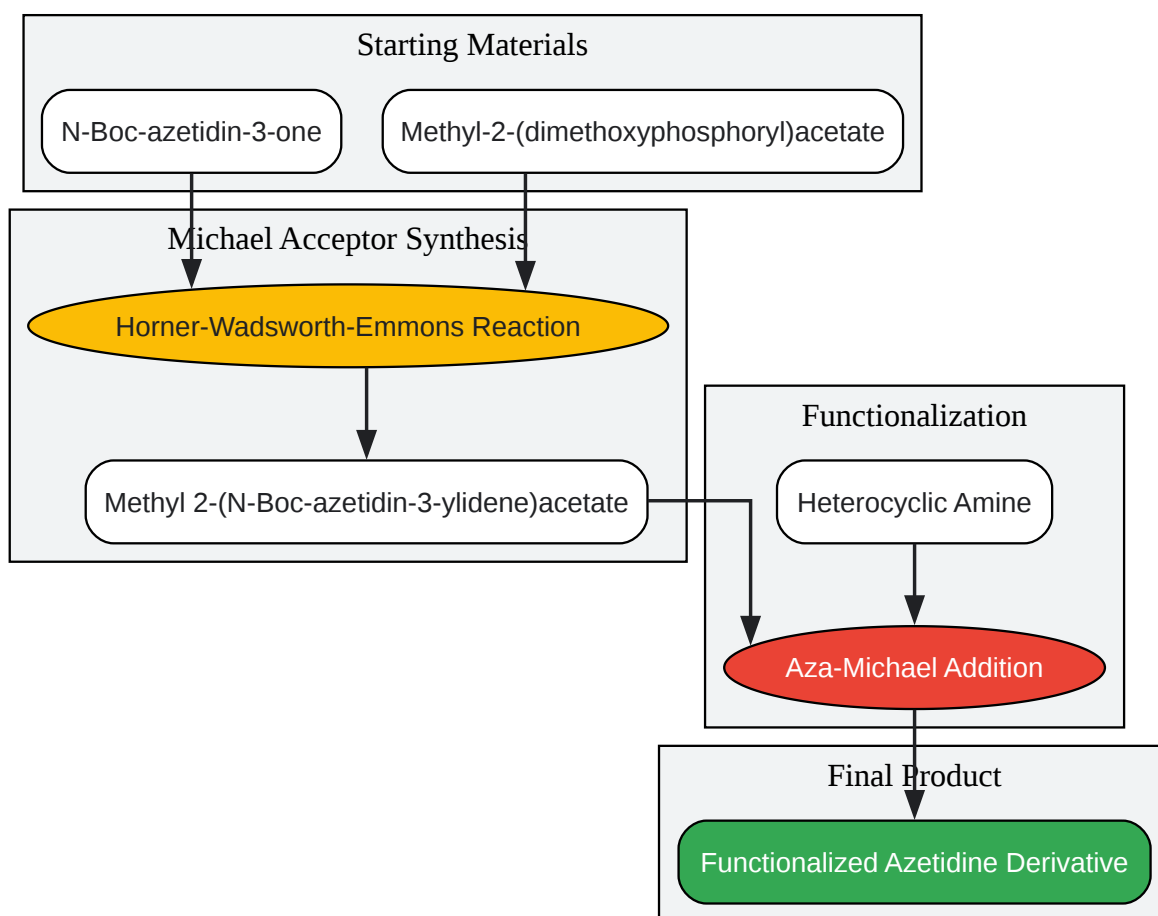 Starting Materials
N-Boc-azetidin-3-one
Methyl-2-(dimethoxyphosphoryl)acetate
Michael Acceptor Synthesis
Horner-Wadsworth-Emmons Reaction
Methyl 2-(N-Boc-azetidin-3-ylidene)acetate
Functionalization
Heterocyclic Amine
Aza-Michael Addition
Final Product
Functionalized Azetidine Derivative